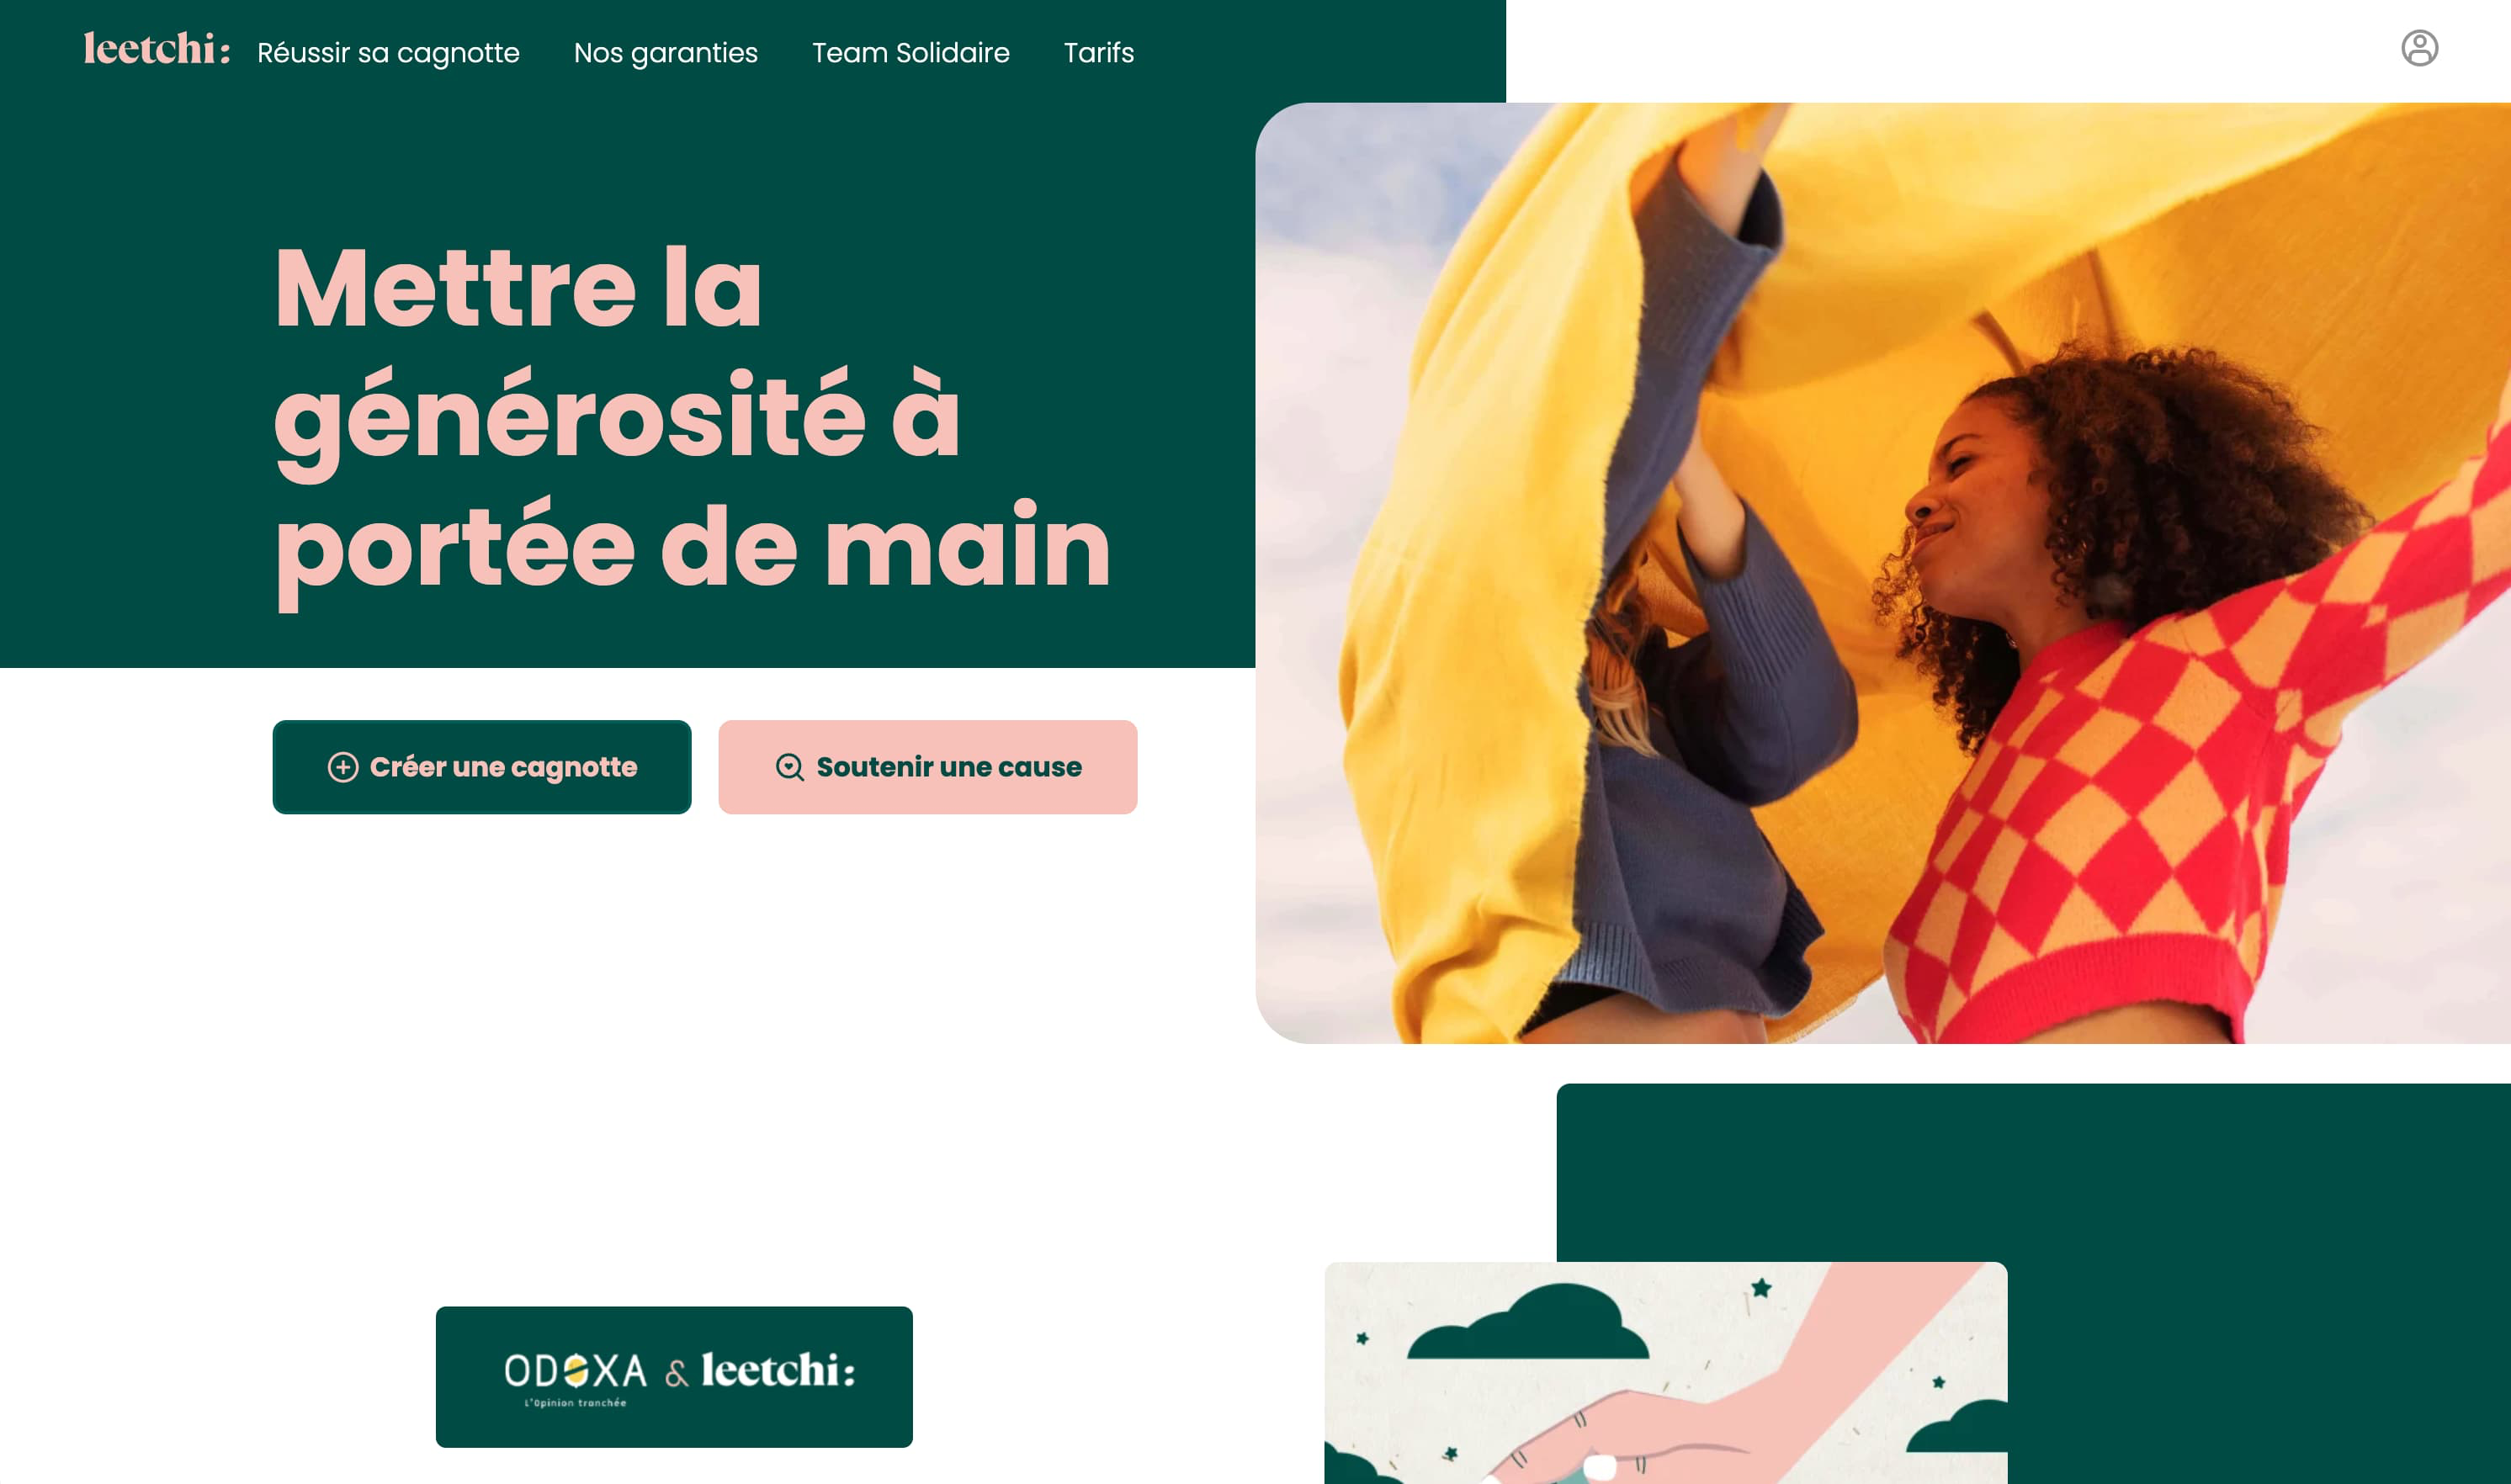 leetchi:
Réussir sa cagnotte
Nos garanties
Team Solidaire
Tarifs
Mettre la
générosité à
portée de main
Créer une cagnotte
Soutenir une cause
ODOXA & leetchi:
L'Opinion tranchée